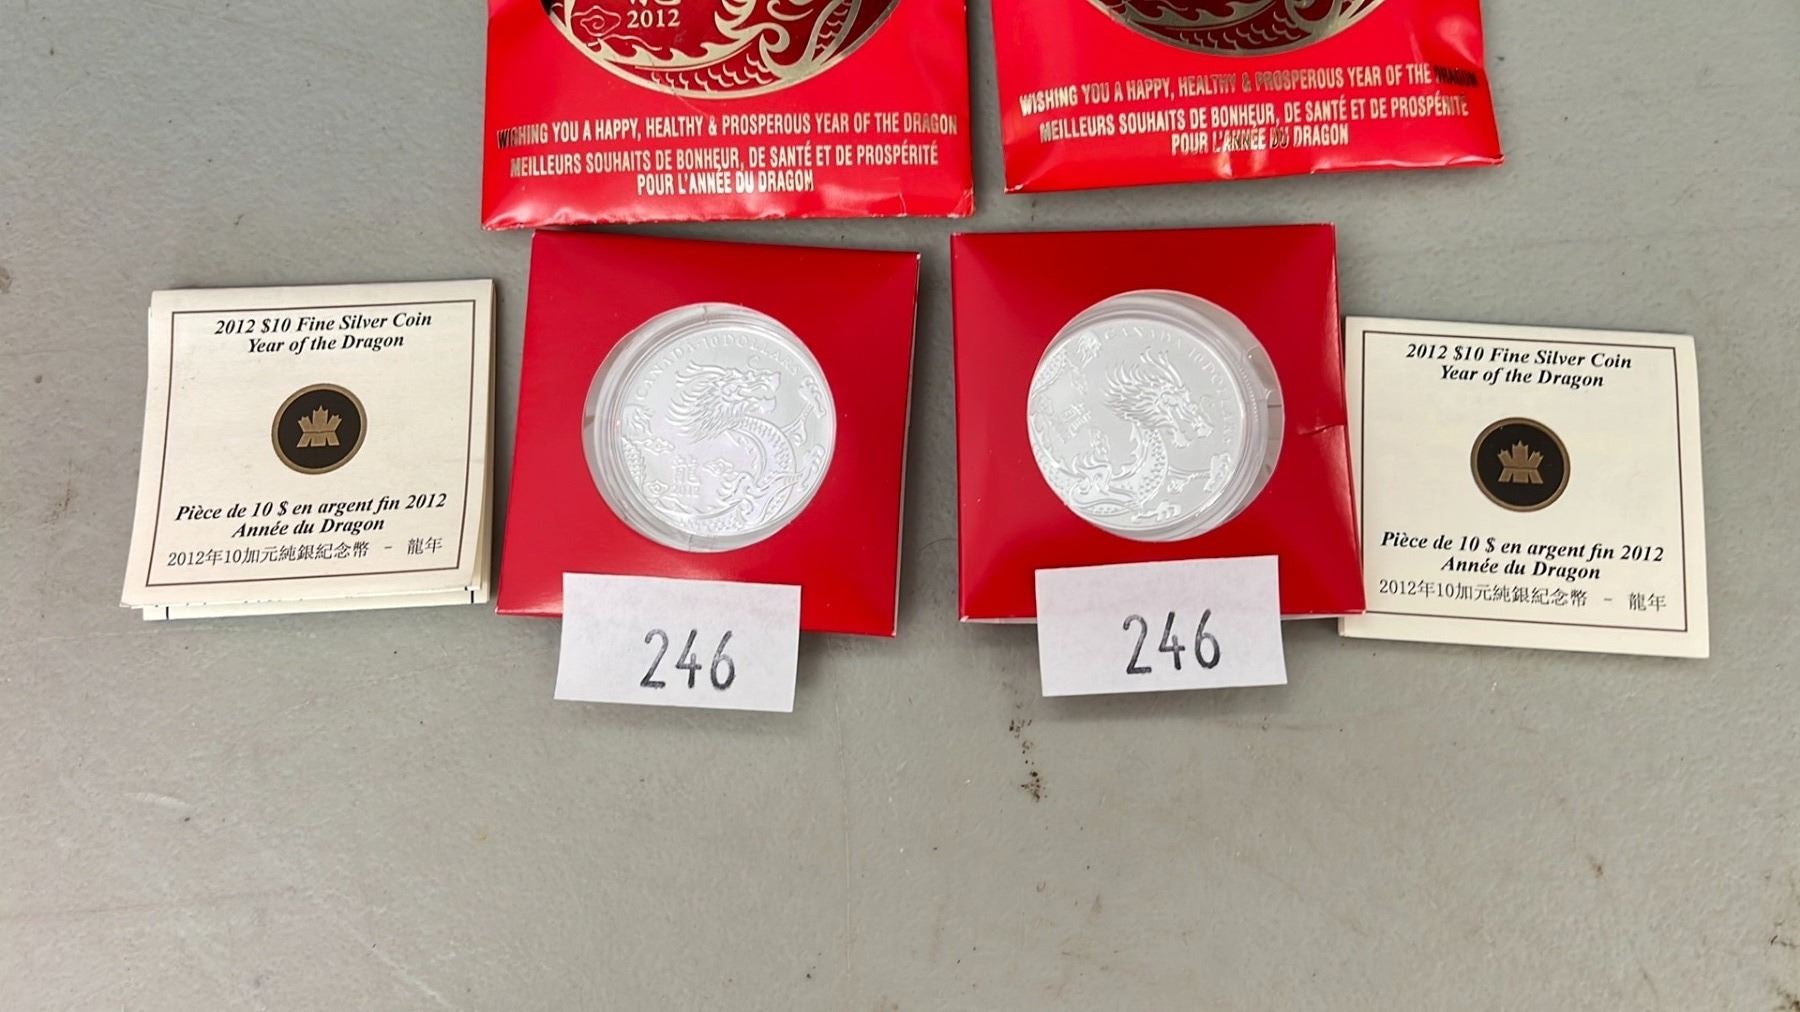 龍
2012
WISHING YOU A HAPPY, HEALTHY & PROSPEROUS YEAR OF THE DRAGON
MEILLEURS SOUHAITS DE BONHEUR, DE SANTÉ ET DE PROSPÉRITÉ
POUR L'ANNÉE DU DRAGON
WISHING YOU A HAPPY, HEALTHY & PROSPEROUS YEAR OF THE DRAGON
MEILLEURS SOUHAITS DE BONHEUR, DE SANTÉ ET DE PROSPÉRITÉ
POUR L'ANNÉE DU DRAGON
2012 $10 Fine Silver Coin
Year of the Dragon
Pièce de 10 $ en argent fin 2012
Année du Dragon
2012年10加元純銀紀念幣 - 龍年
CANADA 10 DOLLARS
龍
2012
246
CANADA 10 DOLLARS
龍
246
2012 $10 Fine Silver Coin
Year of the Dragon
Pièce de 10 $ en argent fin 2012
Année du Dragon
2012年10加元純銀紀念幣 - 龍年